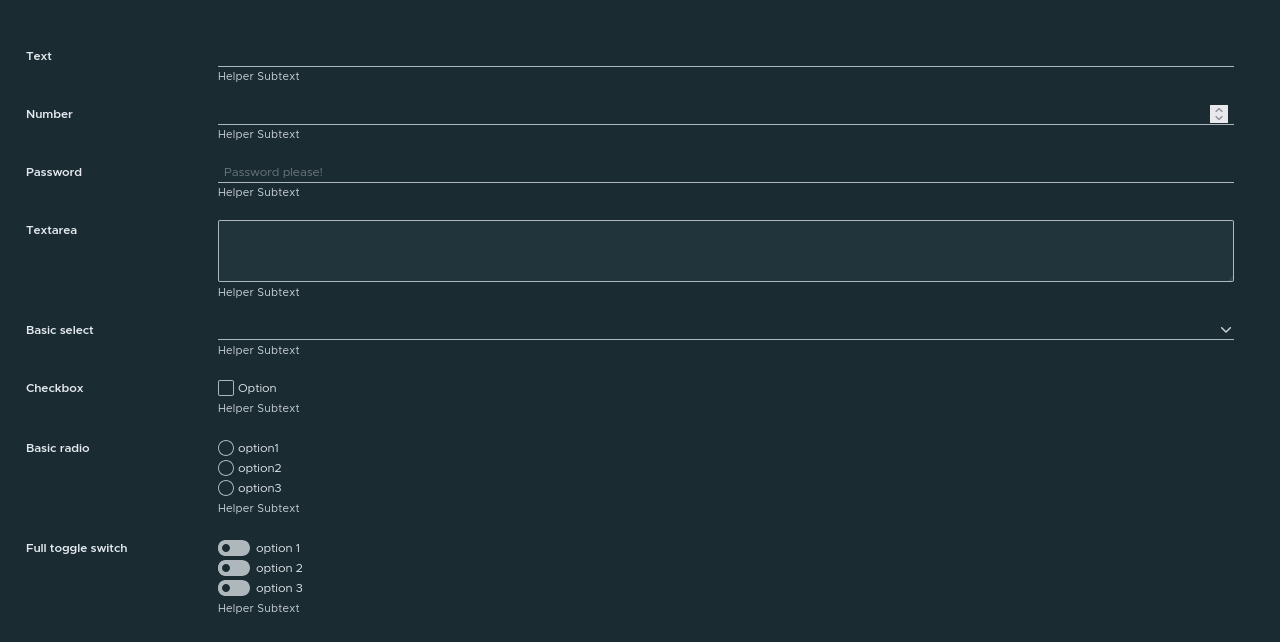 Text
Helper Subtext
Number
Helper Subtext
Password Password please!
Helper Subtext
Textarea
Helper Subtext
Basic select
Helper Subtext
Checkbox Option
Helper Subtext
Basic radio option1
option2
option3
Helper Subtext
Full toggle switch option 1
option 2
option 3
Helper Subtext